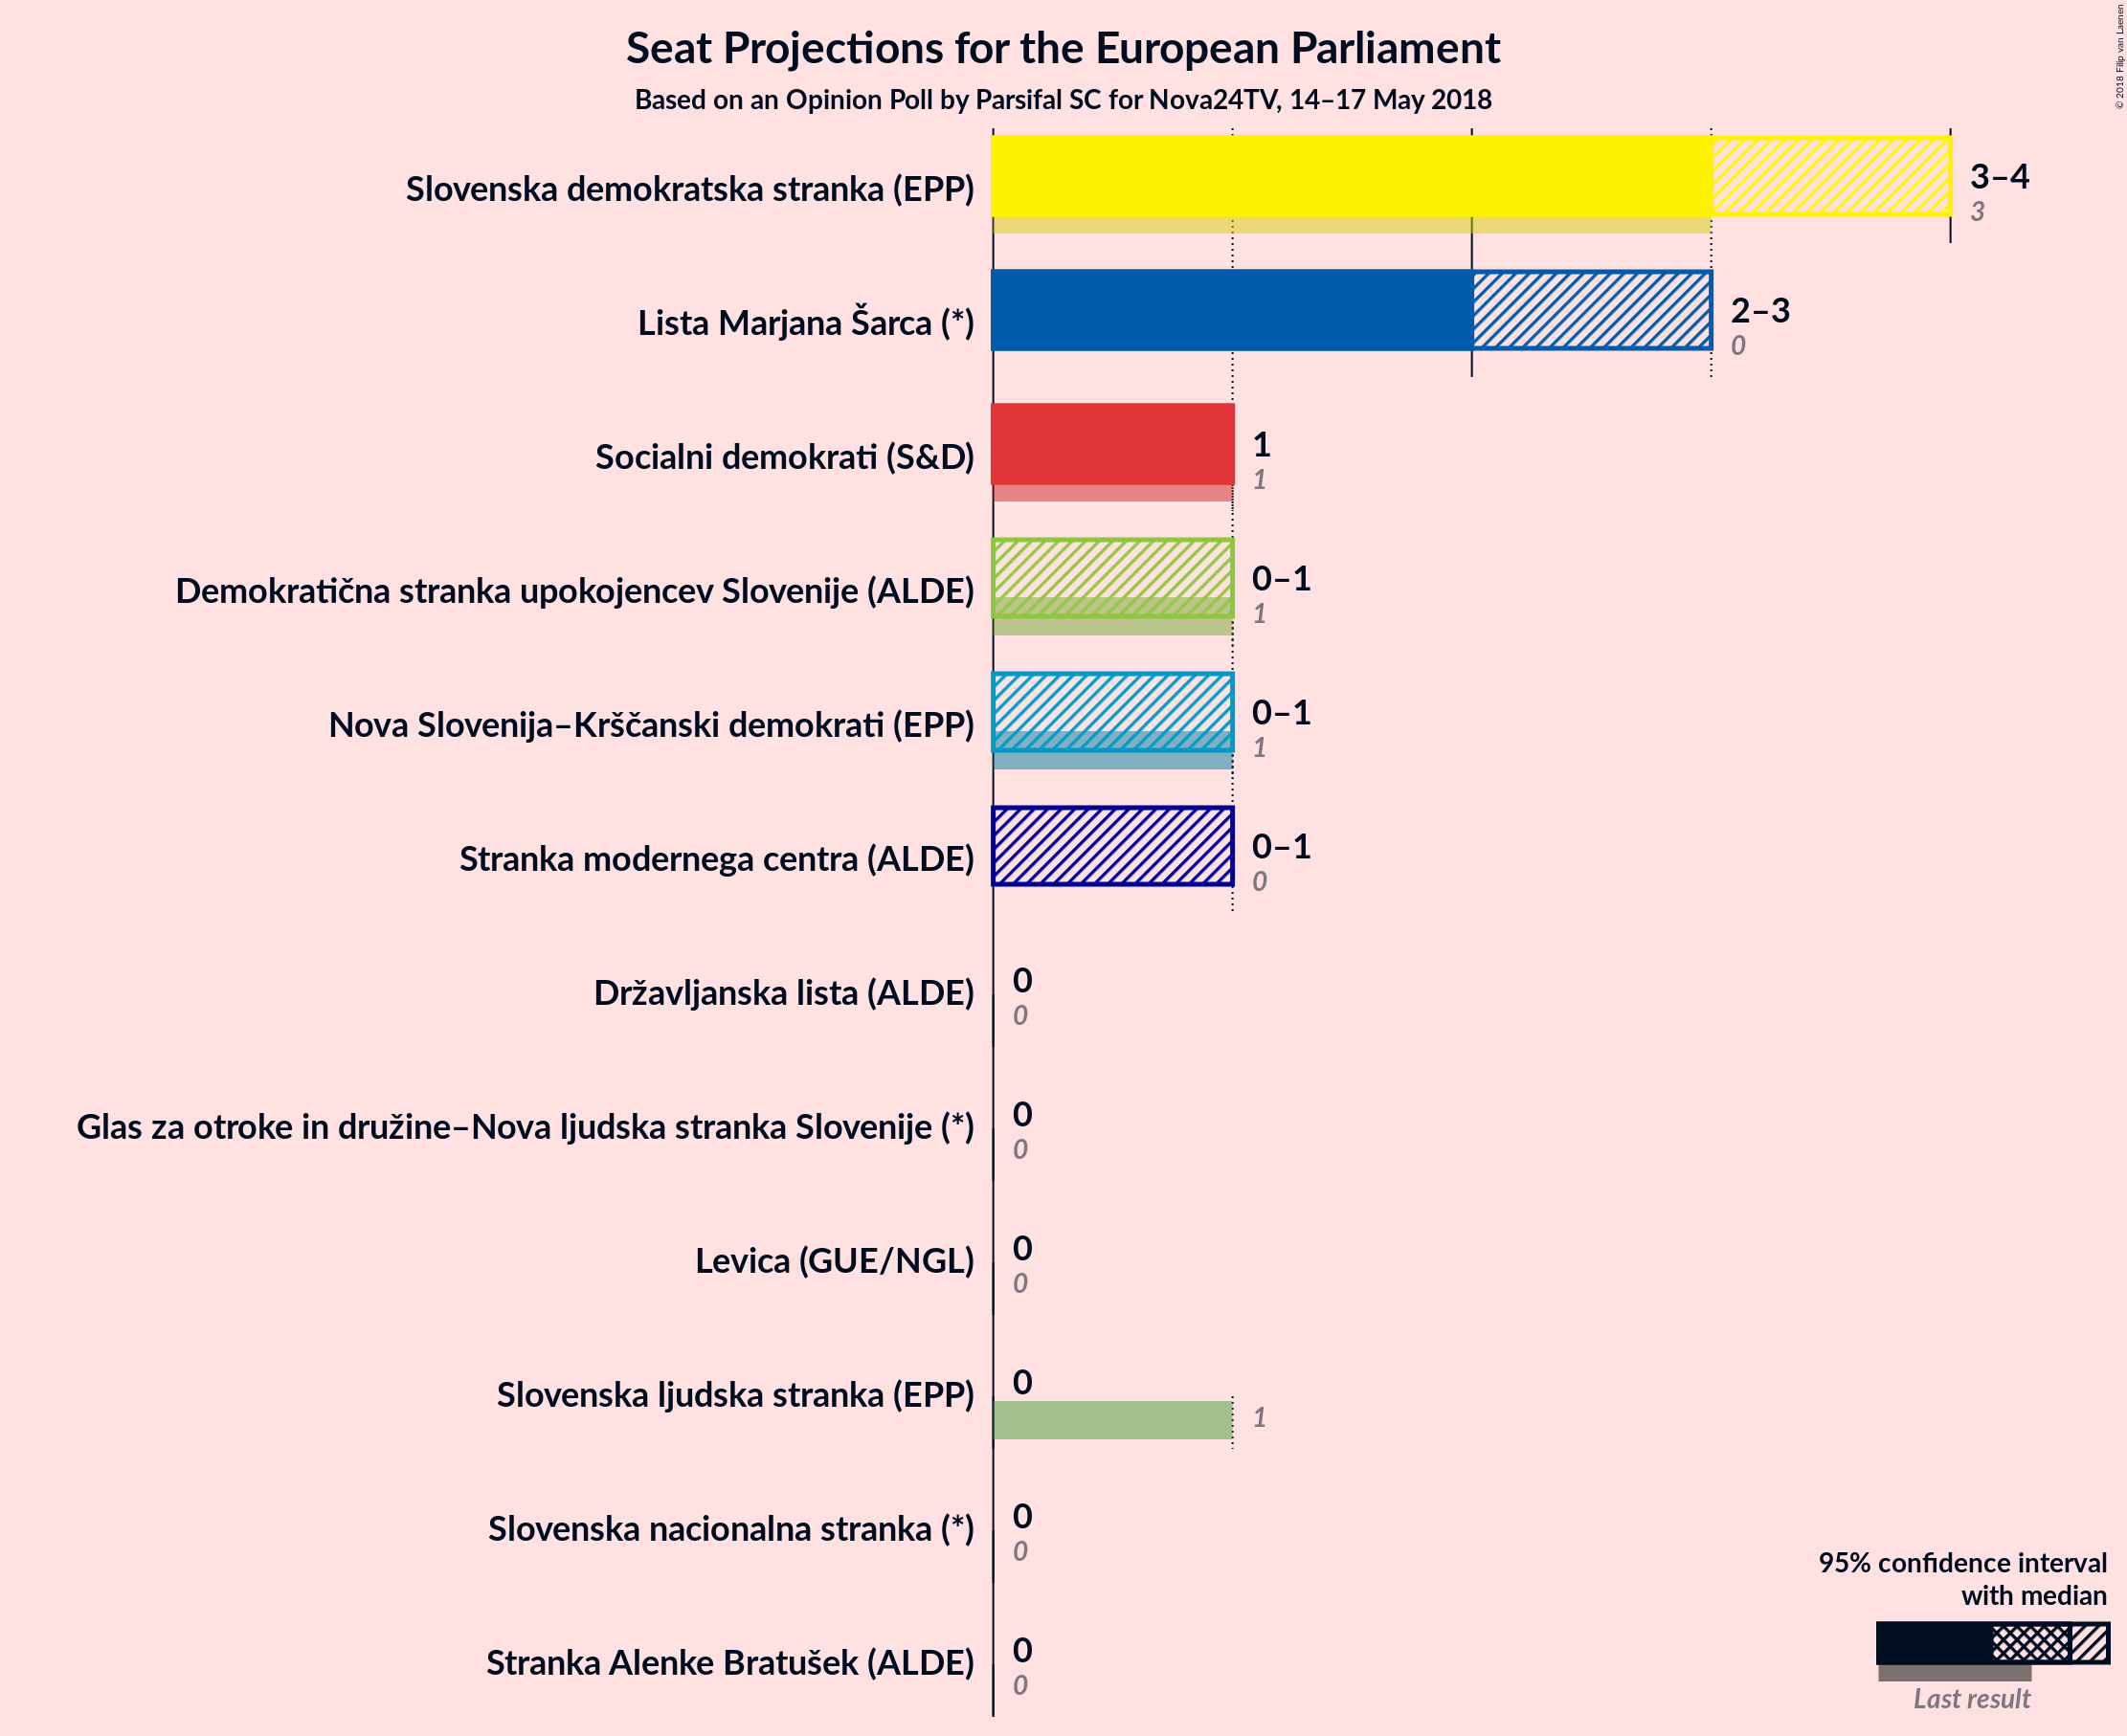 Seat Projections for the European Parliament
Based on an Opinion Poll by Parsifal SC for Nova24TV, 14–17 May 2018
© 2018 Filip van Laenen
Slovenska demokratska stranka (EPP)
3–4
3
Lista Marjana Šarca (*)
2–3
0
Socialni demokrati (S&D)
1
1
Demokratična stranka upokojencev Slovenije (ALDE)
0–1
1
Nova Slovenija–Krščanski demokrati (EPP)
0–1
1
Stranka modernega centra (ALDE)
0–1
0
Državljanska lista (ALDE)
0
0
Glas za otroke in družine–Nova ljudska stranka Slovenije (*)
0
0
Levica (GUE/NGL)
0
0
Slovenska ljudska stranka (EPP)
0
1
Slovenska nacionalna stranka (*)
0
0
Stranka Alenke Bratušek (ALDE)
0
0
95% confidence interval
with median
Last result